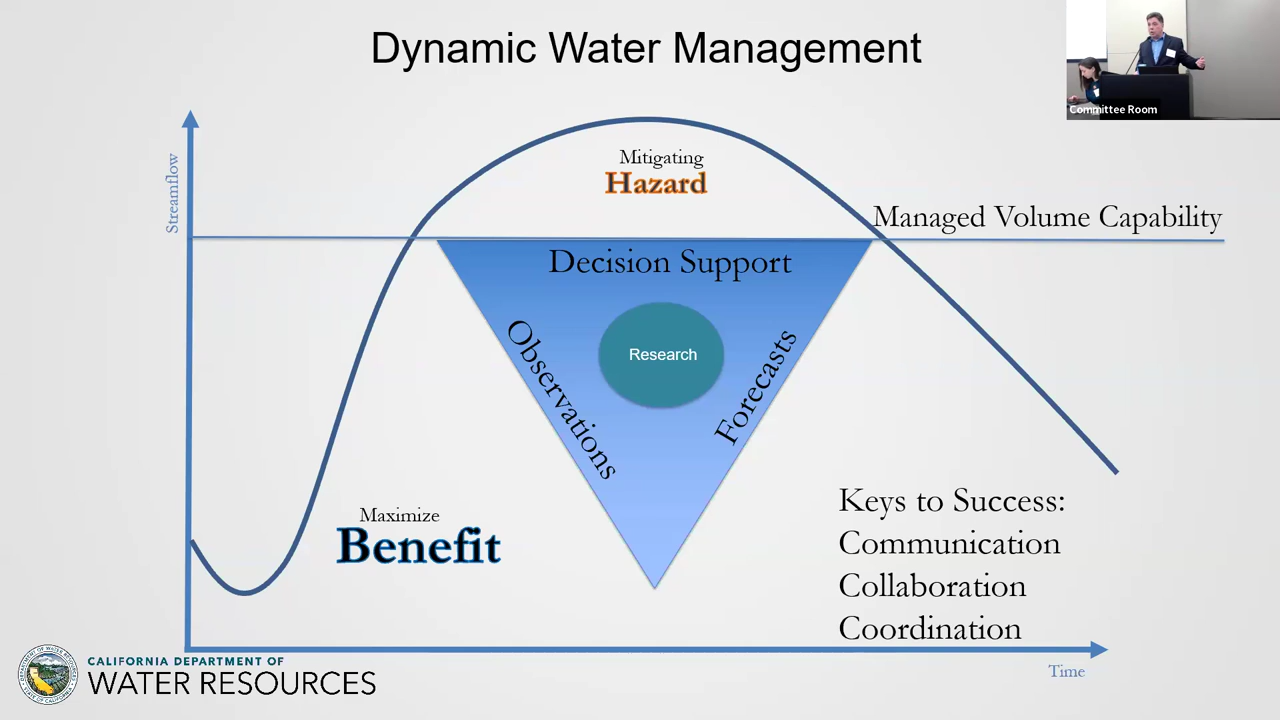 Dynamic Water Management
Committee Room
Streamflow
Mitigating
Hazard
Managed Volume Capability
Decision Support
Research
Observations
Forecasts
Maximize
Benefit
Keys to Success:
Communication
Collaboration
Coordination
Time
CALIFORNIA DEPARTMENT OF
WATER RESOURCES